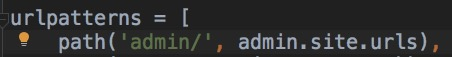 urlpatterns = [
    path('admin/', admin.site.urls),